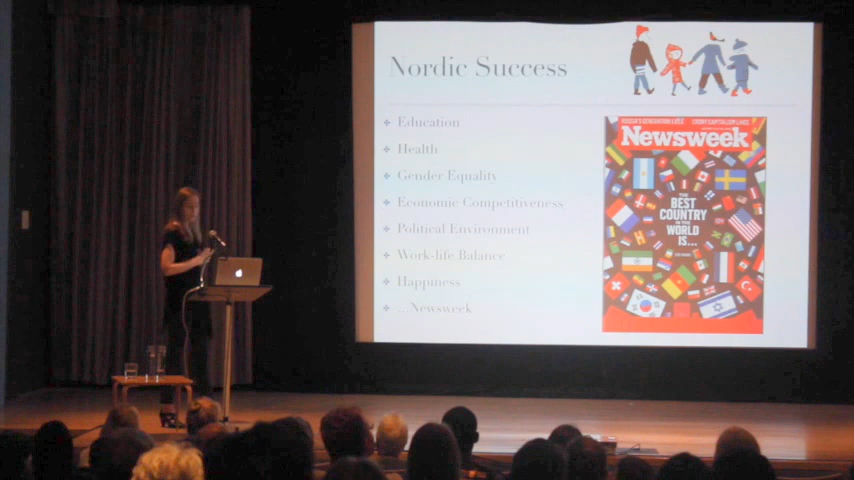 Nordic Success
Education
Health
Gender Equality
Economic Competitiveness
Political Environment
Work-life Balance
Happiness
...Newsweek
Newsweek
THE
BEST
COUNTRY
IN THE
WORLD
IS...